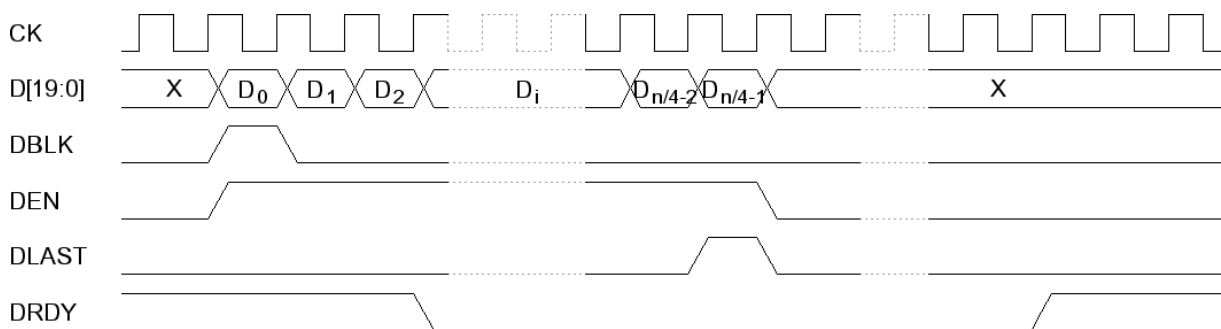 CK
D[19:0] X D0 D1 D2 Di Dn/4-2 Dn/4-1 X
DBLK
DEN
DLAST
DRDY